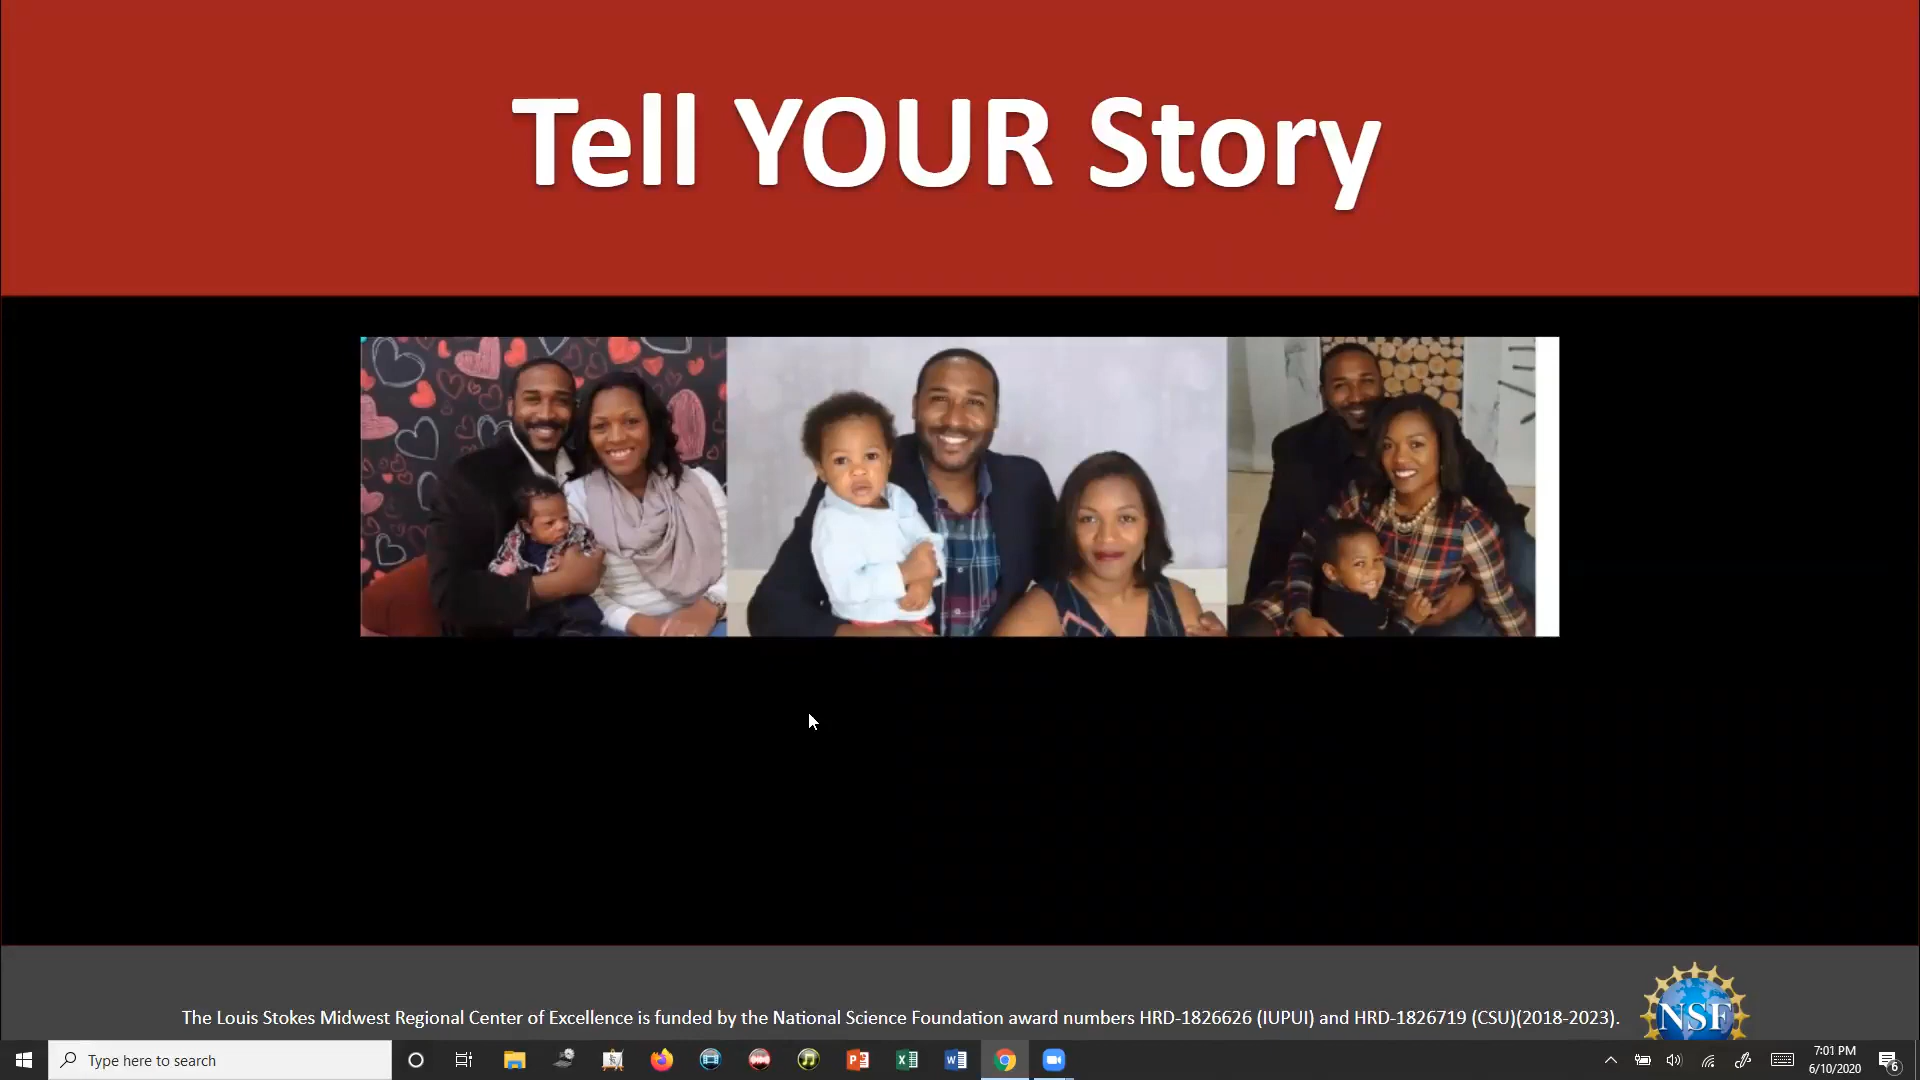 Tell YOUR Story
The Louis Stokes Midwest Regional Center of Excellence is funded by the National Science Foundation award numbers HRD-1826626 (IUPUI) and HRD-1826719 (CSU)(2018-2023).
NSF
Type here to search
7:01 PM
6/10/2020
6